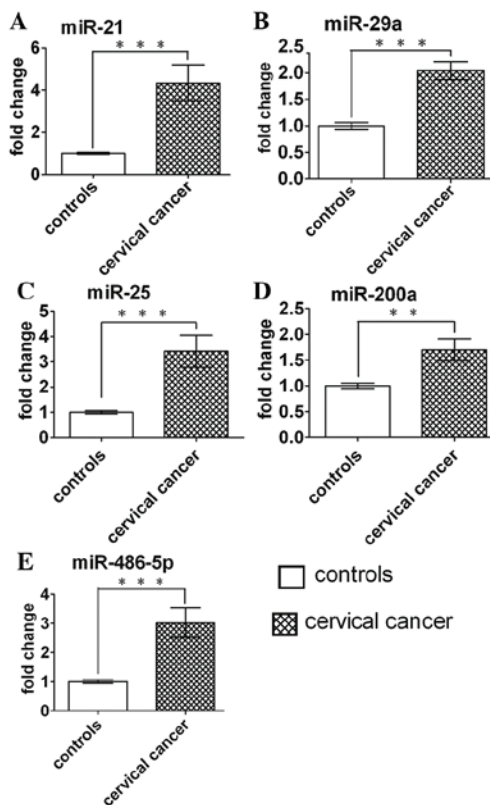 A
miR-21
* * *
fold change
6
4
2
0
controls
cervical cancer
B
miR-29a
* * *
fold change
2.5
2.0
1.5
1.0
0.5
0.0
controls
cervical cancer
C
miR-25
* * *
fold change
5
4
3
2
1
0
controls
cervical cancer
D
miR-200a
* *
fold change
2.5
2.0
1.5
1.0
0.5
0.0
controls
cervical cancer
E
miR-486-5p
* * *
fold change
4
3
2
1
0
controls
cervical cancer
controls
cervical cancer